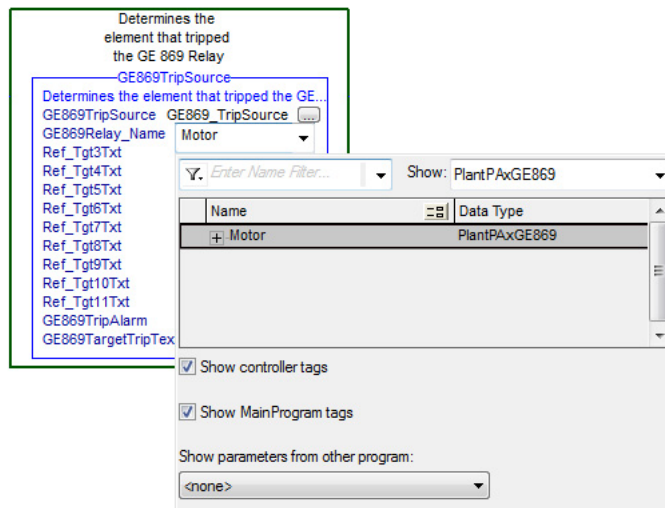 Determines the
element that tripped
the GE 869 Relay
GE869TripSource
Determines the element that tripped the GE...
GE869TripSource GE869_TripSource ...
GE869Relay_Name Motor
Ref_Tgt3Txt
Ref_Tgt4Txt
Ref_Tgt5Txt
Ref_Tgt6Txt
Ref_Tgt7Txt
Ref_Tgt8Txt
Ref_Tgt9Txt
Ref_Tgt10Txt
Ref_Tgt11Txt
GE869TripAlarm
GE869TargetTripTex
Enter Name Filter... Show: PlantPAxGE869
Name Data Type
Motor PlantPAxGE869
Show controller tags
Show MainProgram tags
Show parameters from other program:
<none>